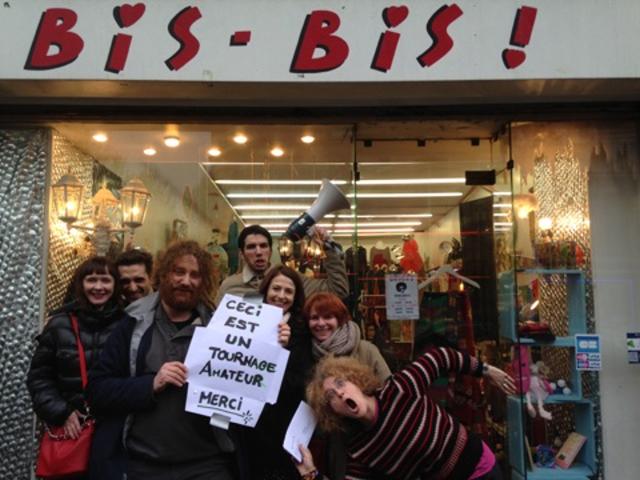 BiS-BiS!
CECI
EST
UN
TOURNAGE
AMATEUR
MERCI